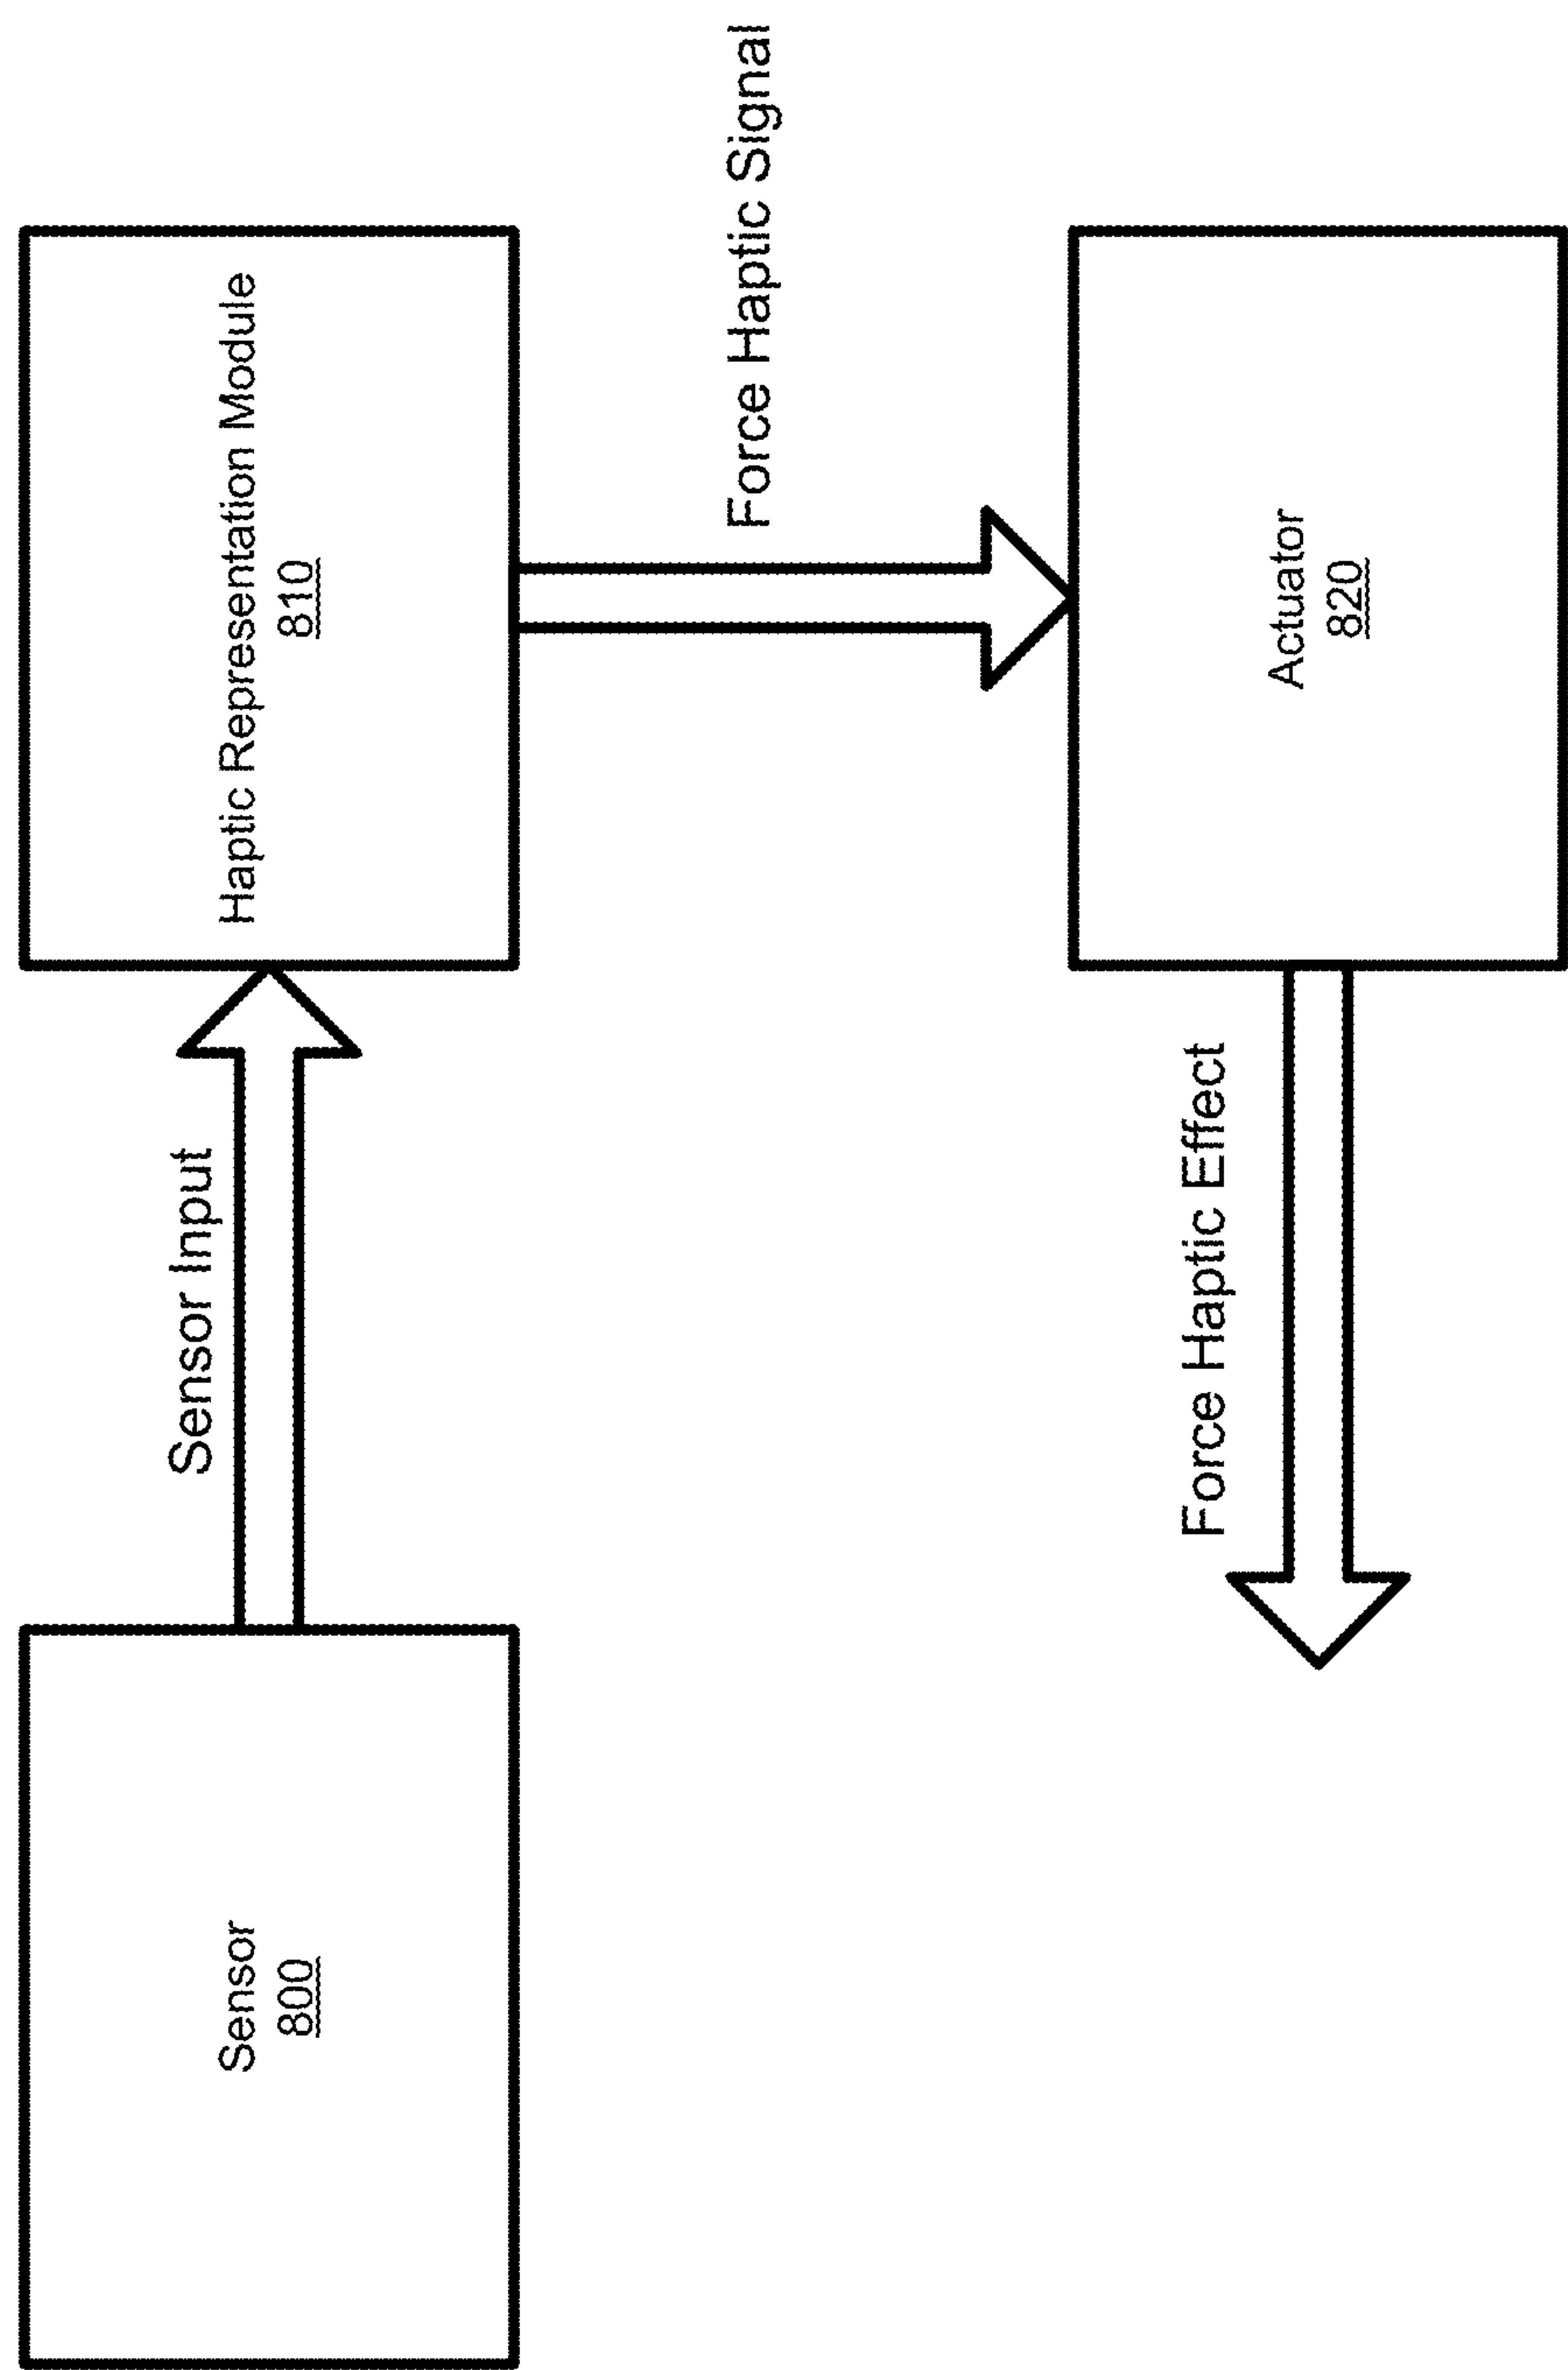 Sensor
800
Sensor Input
Haptic Representation Module
810
Force Haptic Signal
Actuator
820
Force Haptic Effect